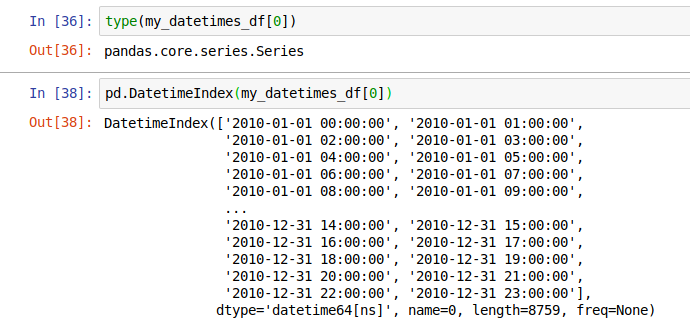 In [36]: type(my_datetimes_df[0])
Out[36]: pandas.core.series.Series
In [38]: pd.DatetimeIndex(my_datetimes_df[0])
Out[38]: DatetimeIndex(['2010-01-01 00:00:00', '2010-01-01 01:00:00',
'2010-01-01 02:00:00', '2010-01-01 03:00:00',
'2010-01-01 04:00:00', '2010-01-01 05:00:00',
'2010-01-01 06:00:00', '2010-01-01 07:00:00',
'2010-01-01 08:00:00', '2010-01-01 09:00:00',
...
'2010-12-31 14:00:00', '2010-12-31 15:00:00',
'2010-12-31 16:00:00', '2010-12-31 17:00:00',
'2010-12-31 18:00:00', '2010-12-31 19:00:00',
'2010-12-31 20:00:00', '2010-12-31 21:00:00',
'2010-12-31 22:00:00', '2010-12-31 23:00:00'],
dtype='datetime64[ns]', name=0, length=8759, freq=None)